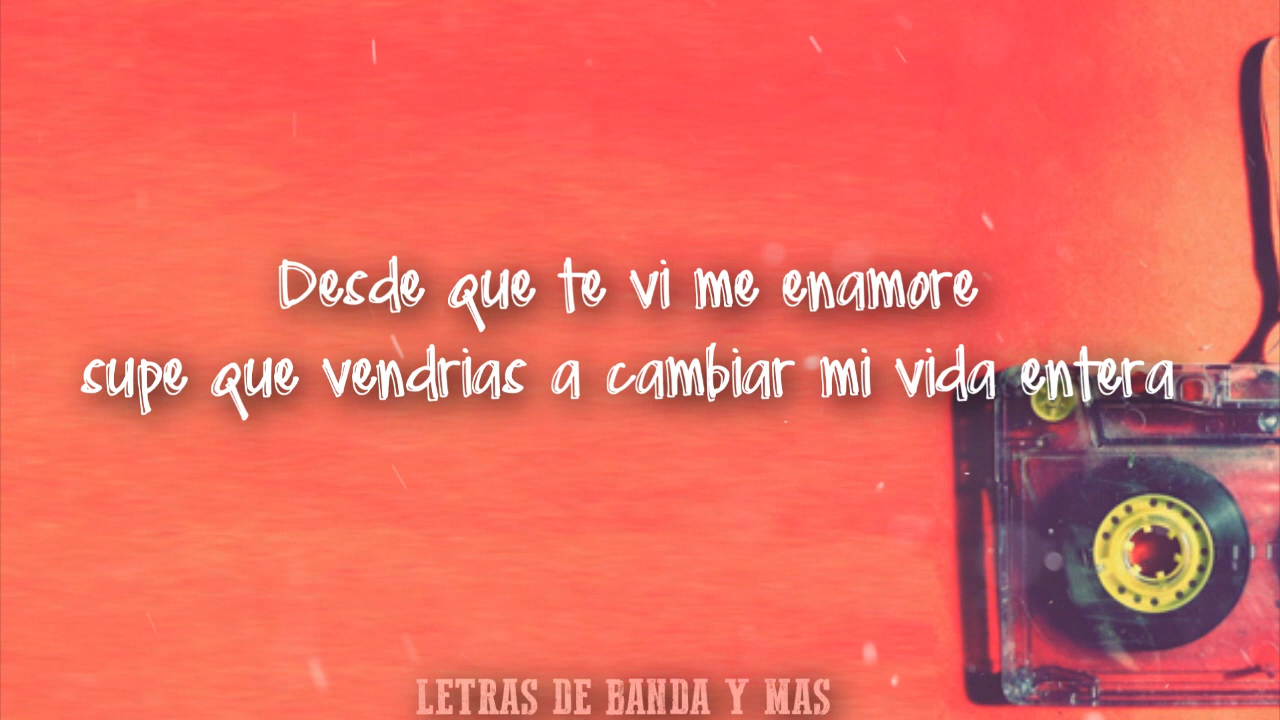 Desde que te vi me enamore
supe que vendrias a cambiar mi vida entera
LETRAS DE BANDA Y MAS